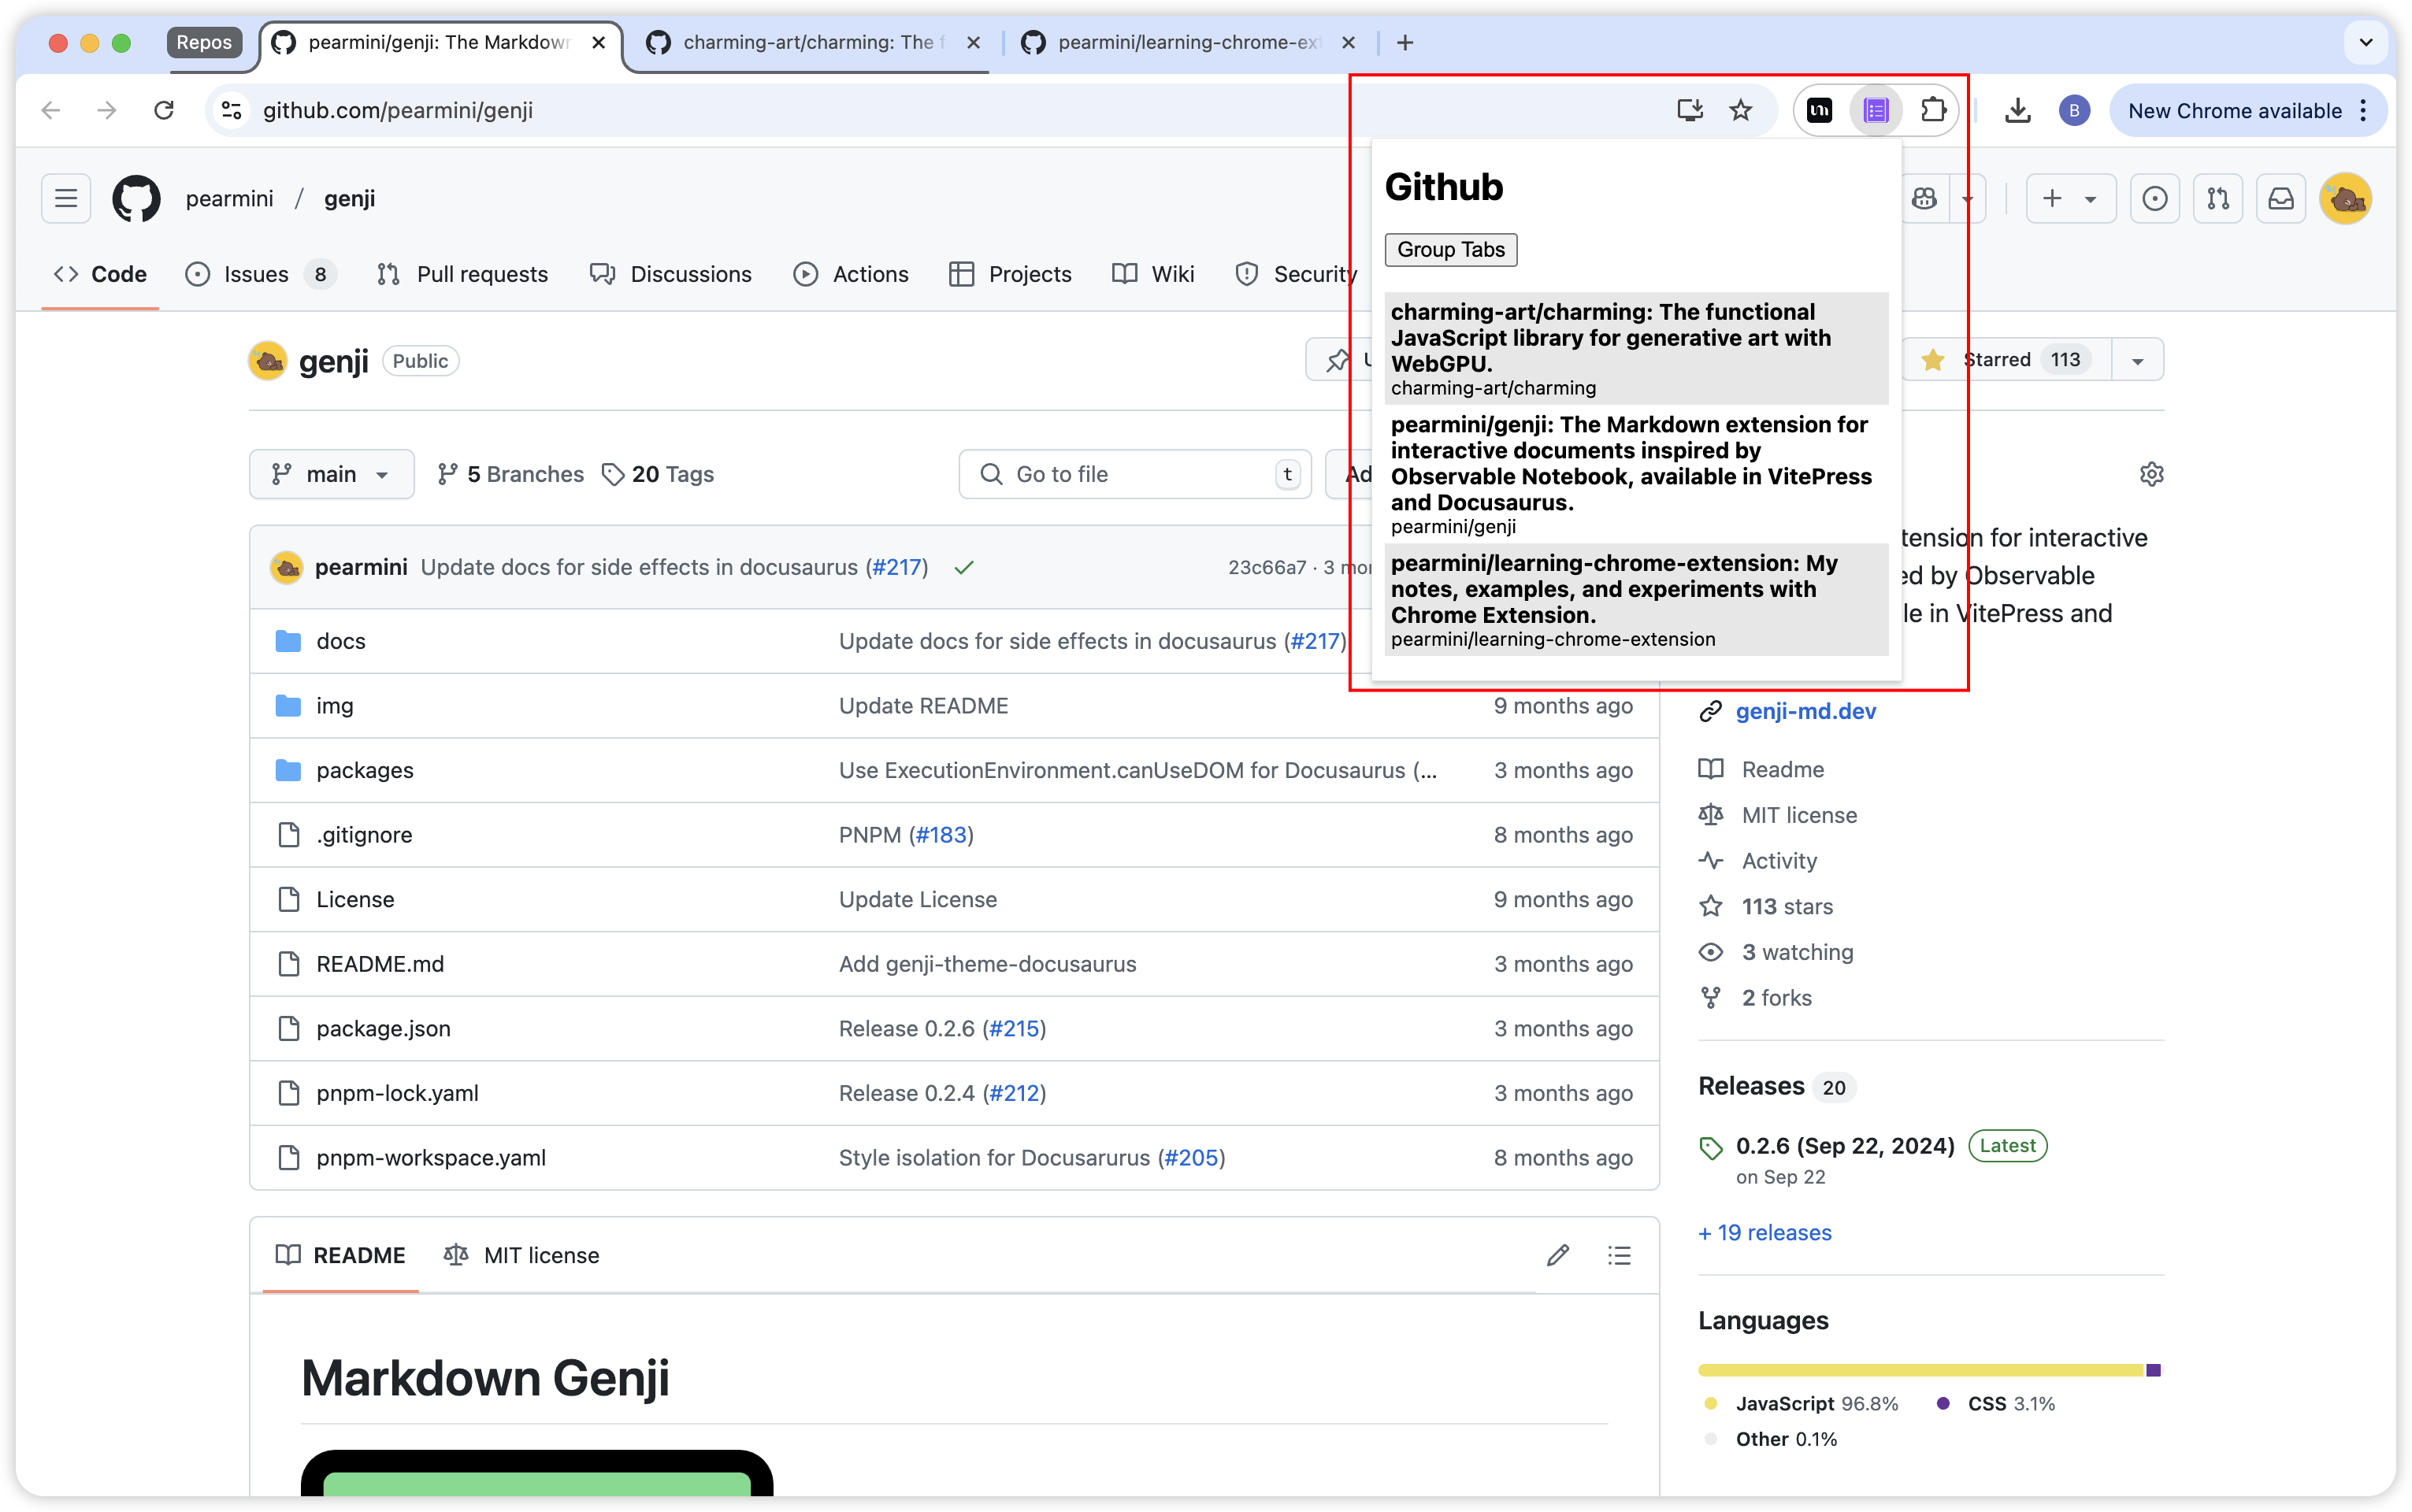 Repos
pearmini/genji: The Markdown
charming-art/charming: The f
pearmini/learning-chrome-ext
github.com/pearmini/genji
B
New Chrome available
pearmini / genji
Code
Issues 8
Pull requests
Discussions
Actions
Projects
Wiki
Security
Github
Group Tabs
charming-art/charming: The functional
JavaScript library for generative art with
WebGPU.
charming-art/charming
pearmini/genji: The Markdown extension for
interactive documents inspired by
Observable Notebook, available in VitePress
and Docusaurus.
pearmini/genji
pearmini/learning-chrome-extension: My
notes, examples, and experiments with
Chrome Extension.
pearmini/learning-chrome-extension
genji Public
Starred 113
main
5 Branches
20 Tags
Go to file t
Ad
pearmini Update docs for side effects in docusaurus (#217) 23c66a7 · 3 mon
docs Update docs for side effects in docusaurus (#217)
img Update README 9 months ago
packages Use ExecutionEnvironment.canUseDOM for Docusaurus (... 3 months ago
.gitignore PNPM (#183) 8 months ago
License Update License 9 months ago
README.md Add genji-theme-docusaurus 3 months ago
package.json Release 0.2.6 (#215) 3 months ago
pnpm-lock.yaml Release 0.2.4 (#212) 3 months ago
pnpm-workspace.yaml Style isolation for Docusarurus (#205) 8 months ago
README
MIT license
Markdown Genji
tension for interactive
ed by Observable
le in VitePress and
genji-md.dev
Readme
MIT license
Activity
113 stars
3 watching
2 forks
Releases 20
0.2.6 (Sep 22, 2024) Latest
on Sep 22
+ 19 releases
Languages
JavaScript 96.8%
CSS 3.1%
Other 0.1%